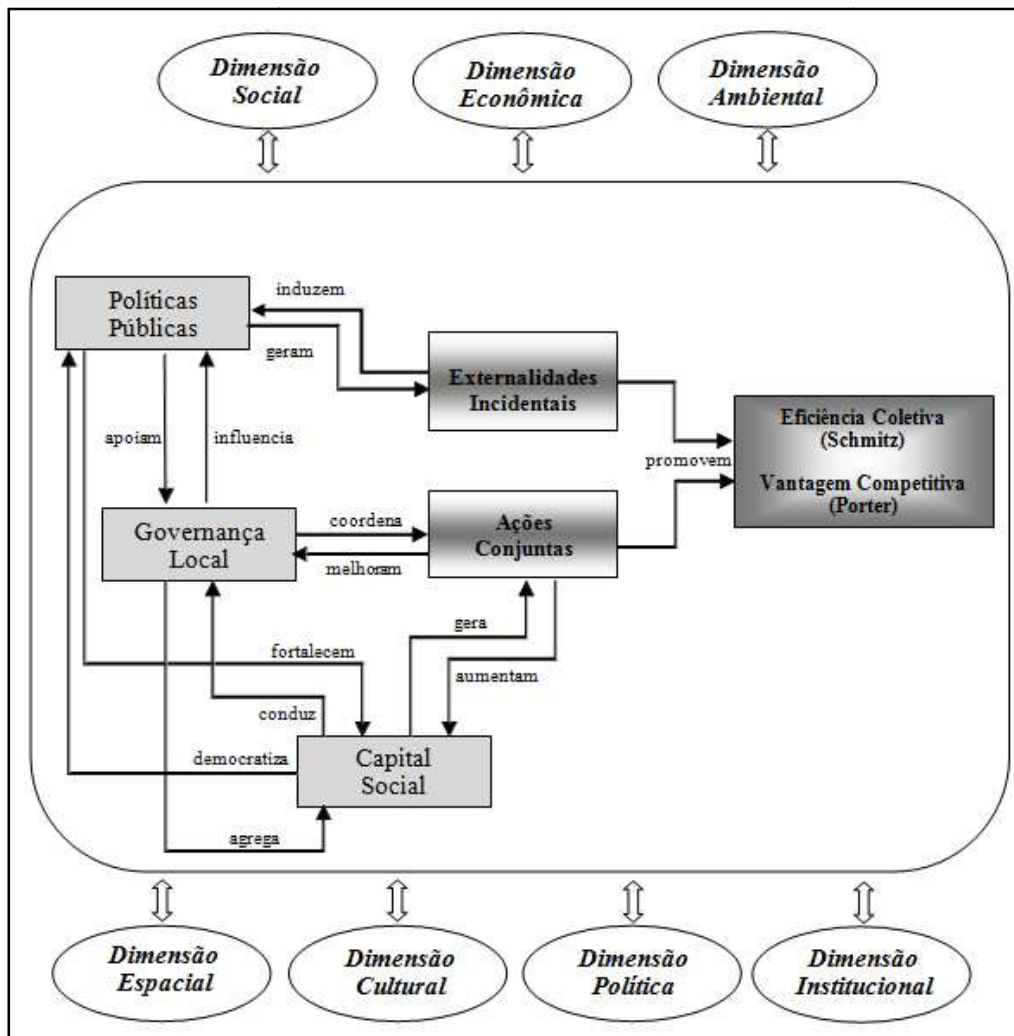 Dimensão
Social
Dimensão
Econômica
Dimensão
Ambiental
Políticas
Públicas
induzem
geram
Externalidades
Incidentais
apoiam
influencia
promovem
Eficiência Coletiva
(Schmitz)
Vantagem Competitiva
(Porter)
Governança
Local
coordena
melhoram
Ações
Conjuntas
gera
fortalecem
aumentam
conduz
democratiza
Capital
Social
agrega
Dimensão
Espacial
Dimensão
Cultural
Dimensão
Política
Dimensão
Institucional